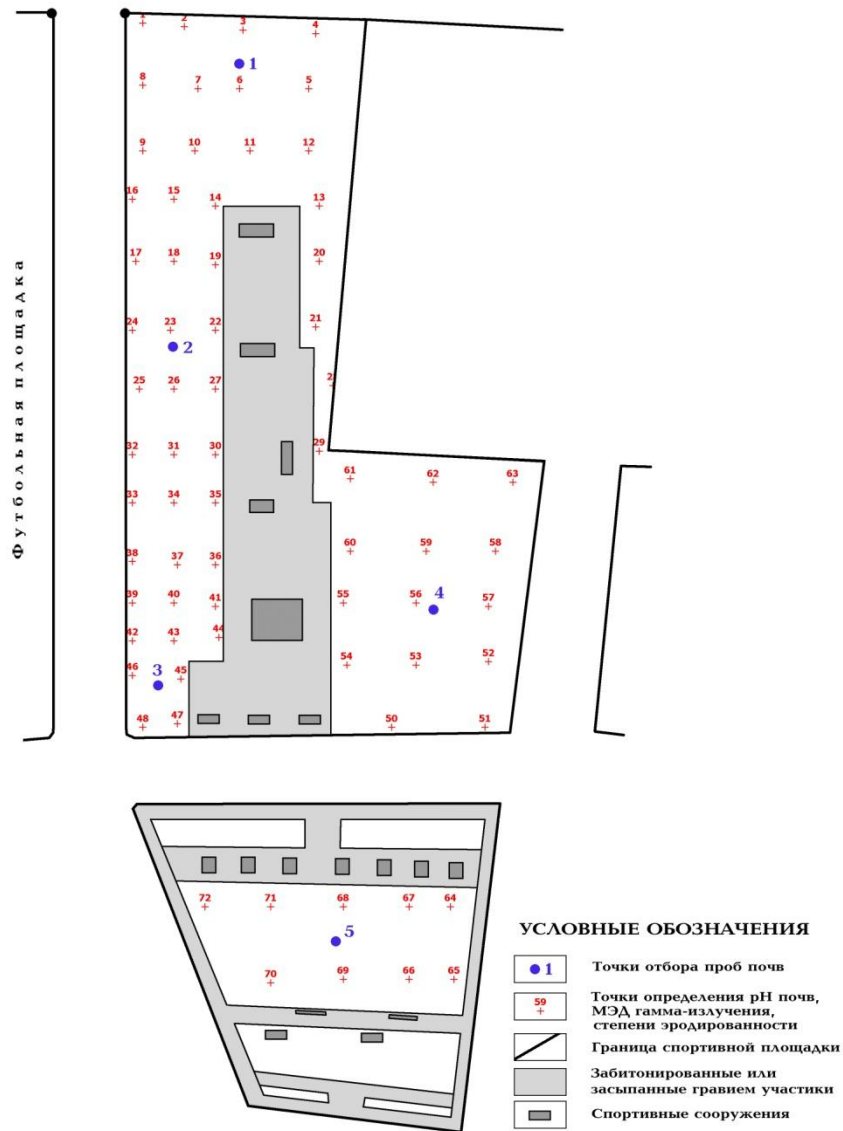 1 2 3 4
1
8 7 6 5
9 10 11 12
16 15 14 13
17 18 19 20
24 23 22 21
2
25 26 27
32 31 30 29
61 62 63
33 34 35
38 37 36
60 59 58
39 40 41
55 56 57
4
42 43 44
3
46 45
54 53 52
48 47
50 51
Футбольная площадка
72 71 68 67 64
5
70 69 66 65
УСЛОВНЫЕ ОБОЗНАЧЕНИЯ
1 Точки отбора проб почв
59 Точки определения pH почв,
МЭД гамма-излучения,
степени эродированности
Граница спортивной площадки
Забитонированные или
засыпанные гравием участики
Спортивные сооружения